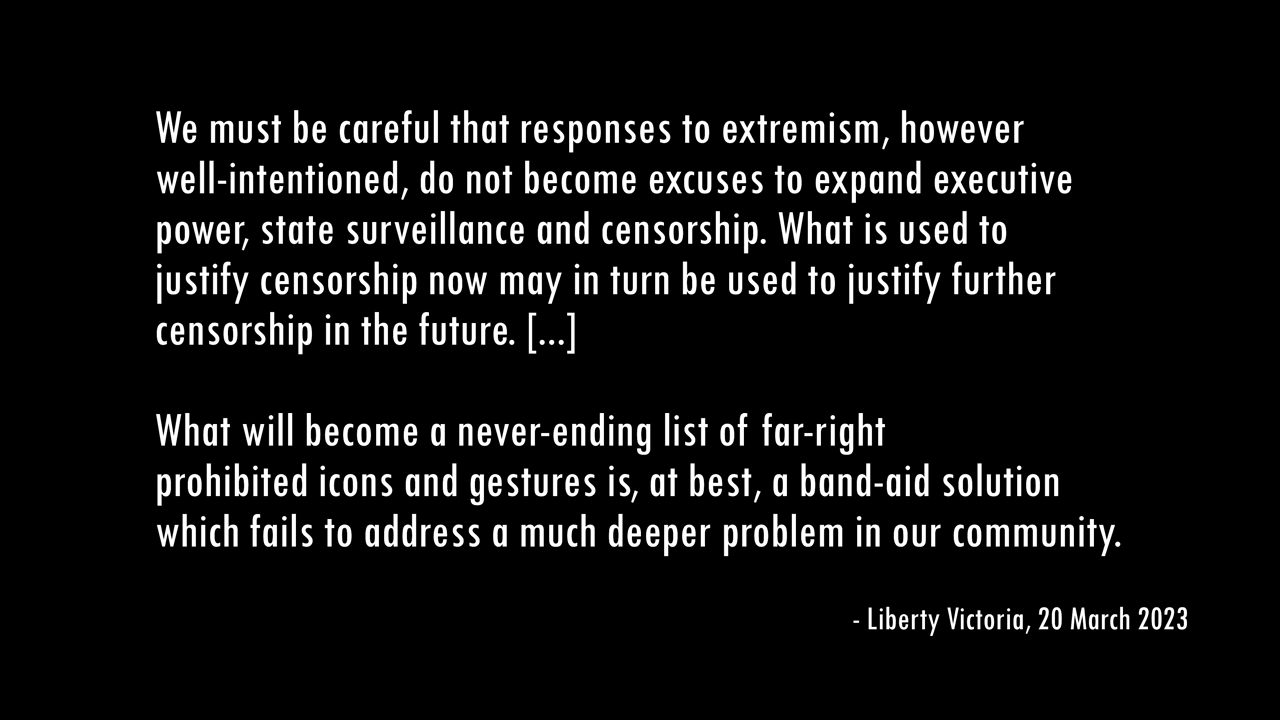 We must be careful that responses to extremism, however
well-intentioned, do not become excuses to expand executive
power, state surveillance and censorship. What is used to
justify censorship now may in turn be used to justify further
censorship in the future. [...]
What will become a never-ending list of far-right
prohibited icons and gestures is, at best, a band-aid solution
which fails to address a much deeper problem in our community.
- Liberty Victoria, 20 March 2023